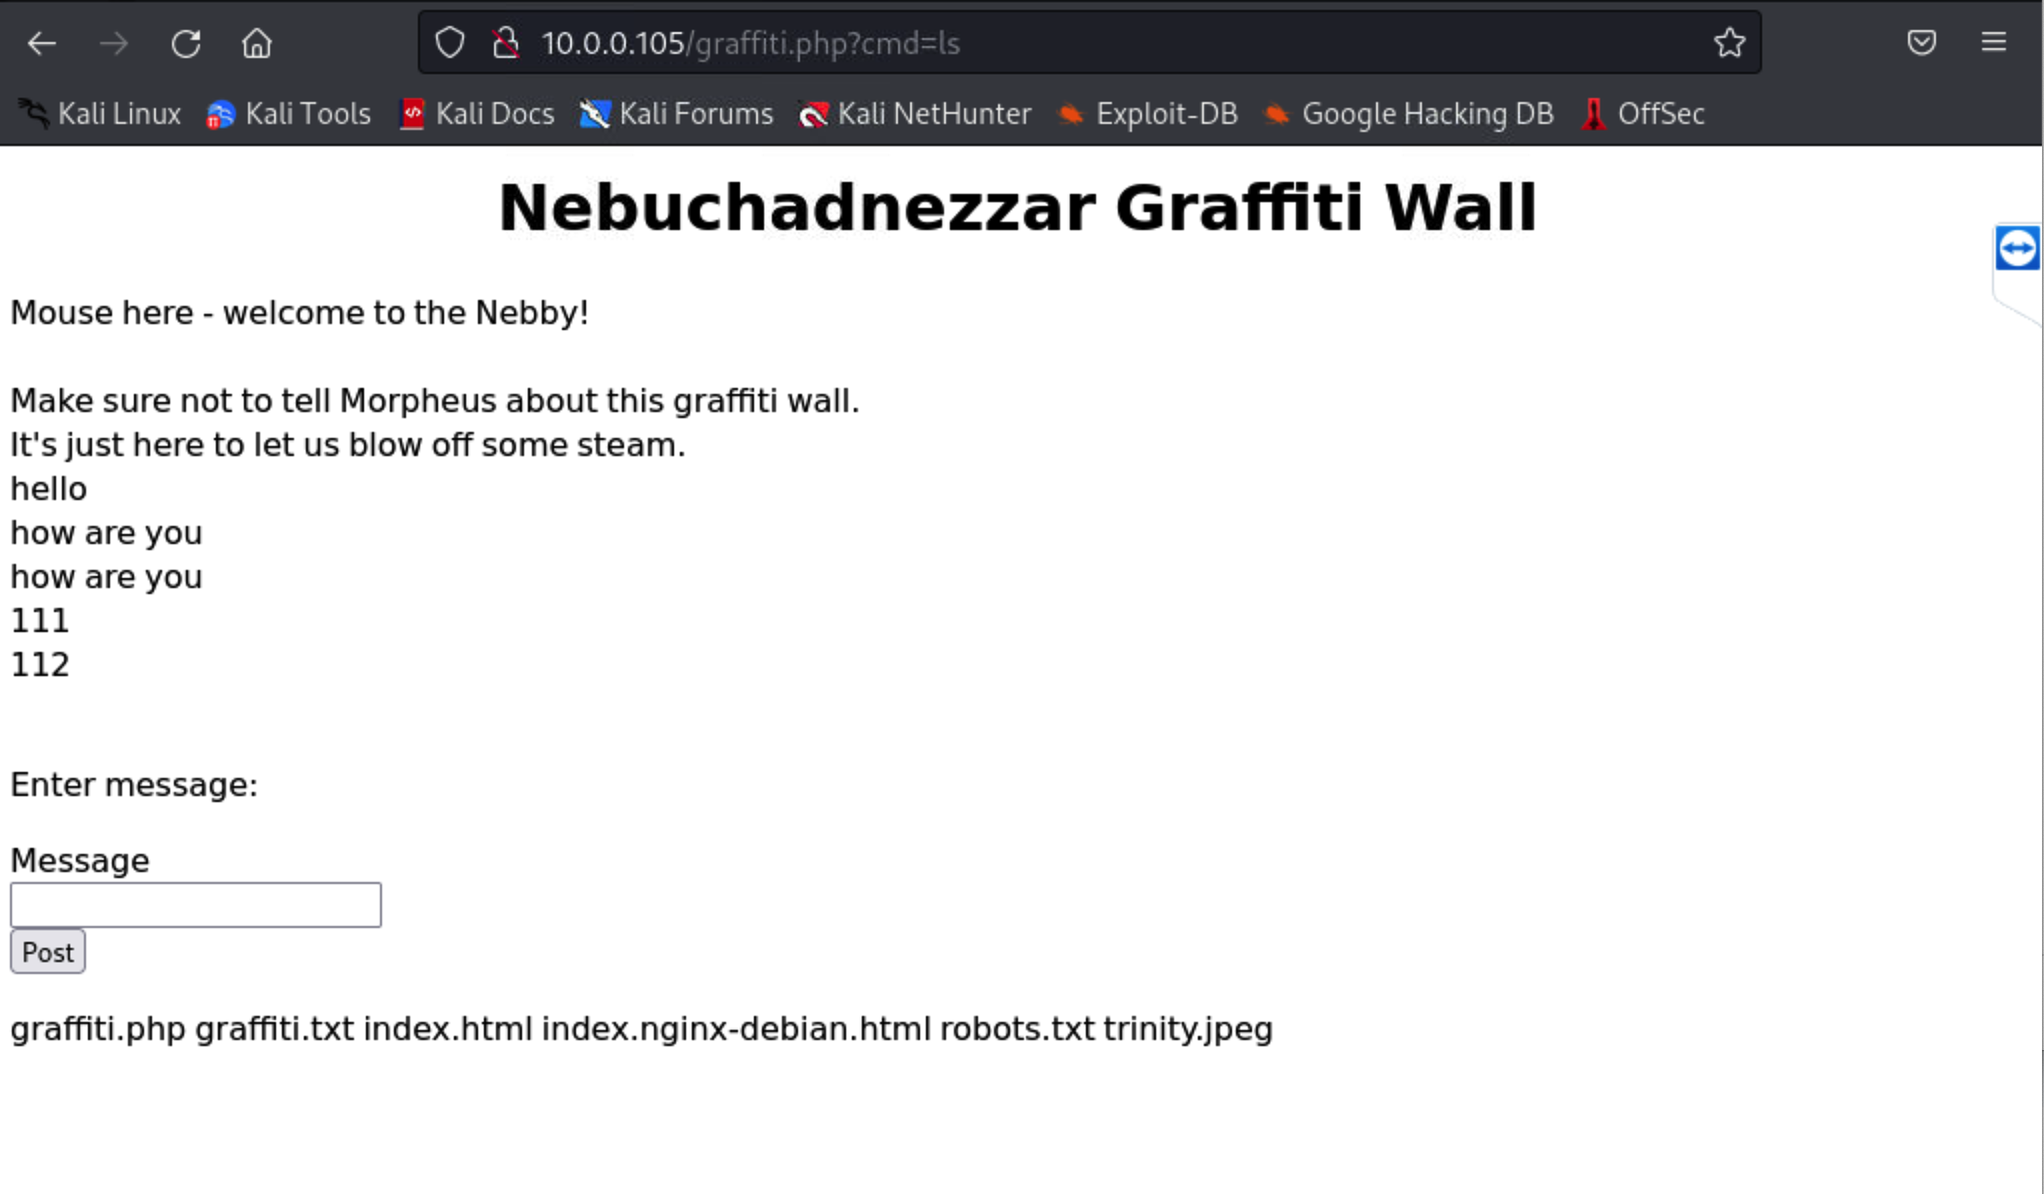 10.0.0.105/graffiti.php?cmd=ls
Kali Linux Kali Tools Kali Docs Kali Forums Kali NetHunter Exploit-DB Google Hacking DB OffSec
Nebuchadnezzar Graffiti Wall
Mouse here - welcome to the Nebby!
Make sure not to tell Morpheus about this graffiti wall.
It's just here to let us blow off some steam.
hello
how are you
how are you
111
112
Enter message:
Message
Post
graffiti.php graffiti.txt index.html index.nginx-debian.html robots.txt trinity.jpeg